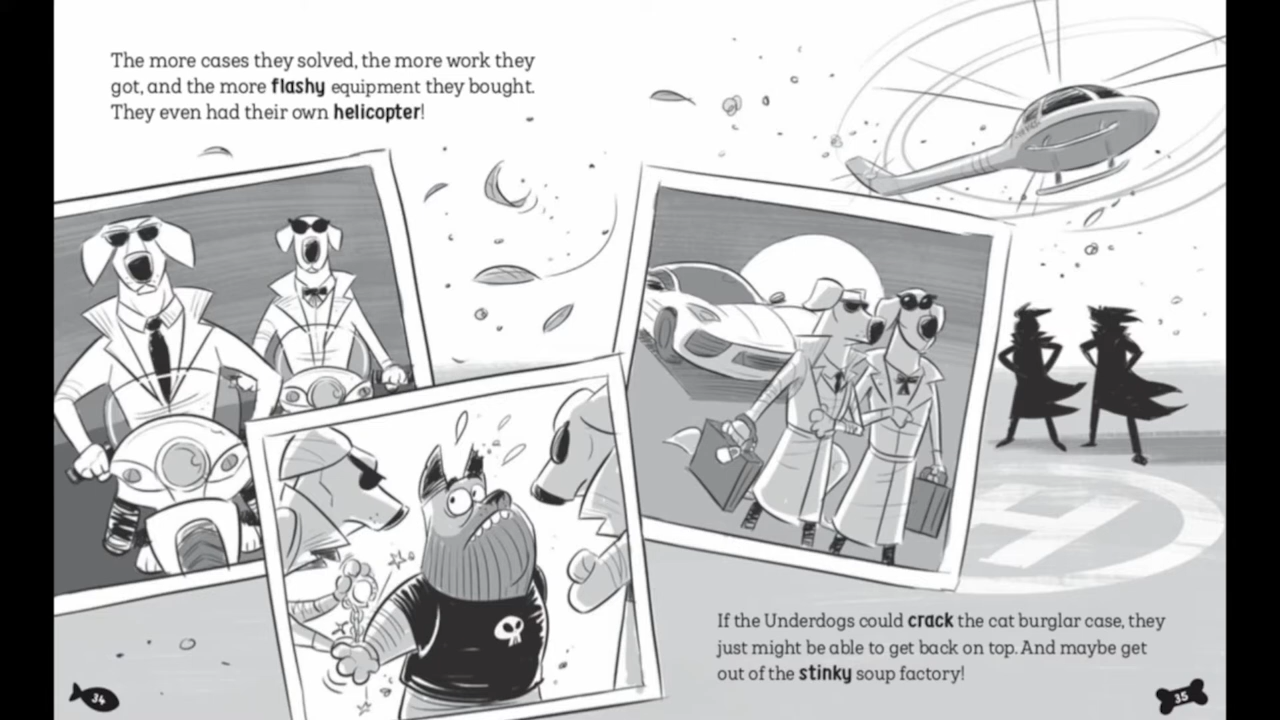 The more cases they solved, the more work they
got, and the more flashy equipment they bought.
They even had their own helicopter!
H
If the Underdogs could crack the cat burglar case, they
just might be able to get back on top. And maybe get
out of the stinky soup factory!
34
35